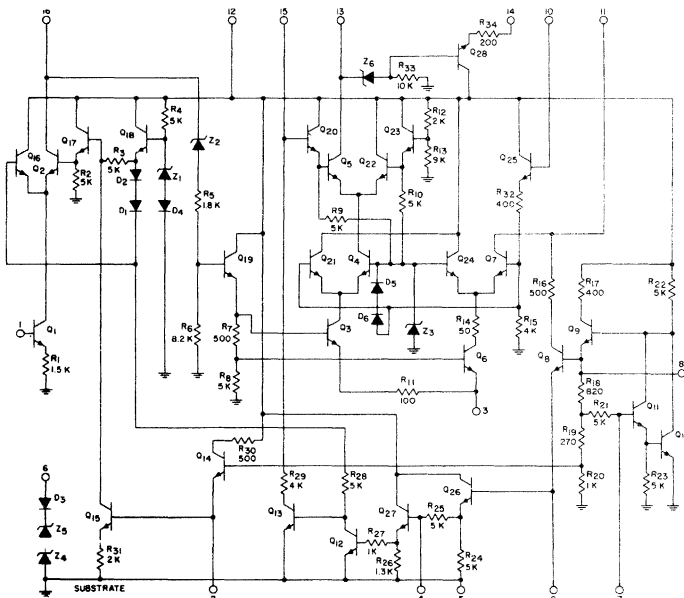 16 12 15 13 14 10 11
R34
200
Q28
Z6
R33
10K
R4
5K
Q17
Q18
Z2
Q20
Q23
R12
2K
Q16
R3
5K
Q2
D2
Z1
Q5
Q22
R13
9K
Q25
R2
5K
D1
D4
R5
1.8K
R10
5K
R32
400
R9
5K
Q19
Q21
Q4
Q24
Q7
R16
500
R17
400
R22
5K
D5
D6
Z3
R15
4K
Q9
1
Q1
R6
8.2K
R7
500
Q3
R14
50
Q8
8
R1
1.5K
R8
5K
Q6
R18
820
R11
100
3
R21
5K
Q11
R19
270
R30
500
Q14
R20
1K
R23
5K
6
D3
Z5
Z4
Q15
R29
4K
R28
5K
Q13
Q27
Q26
R25
5K
R27
1K
Q12
R31
2K
R26
1.3K
R24
5K
SUBSTRATE